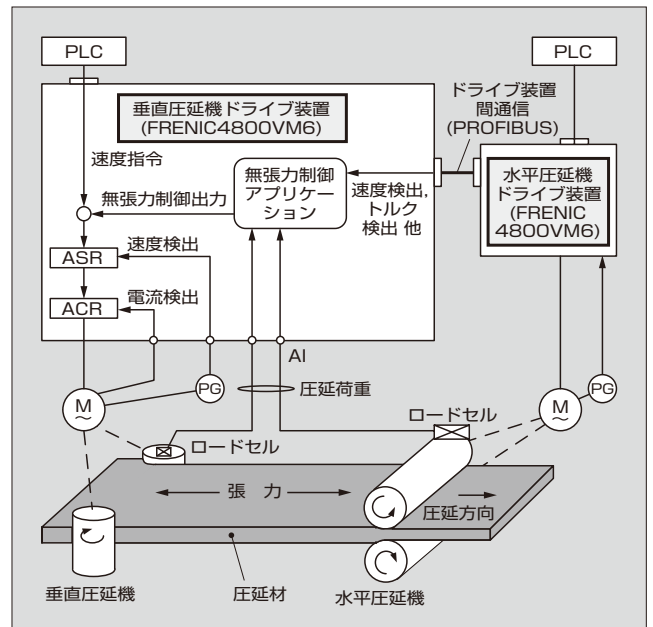 PLC
PLC
垂直圧延機ドライブ装置
(FRENIC4800VM6)
ドライブ装置
間通信
(PROFIBUS)
速度指令
無張力制御
アプリケー
ション
無張力制御出力
速度検出,
トルク
検出 他
水平圧延機
ドライブ装置
(FRENIC
4800VM6)
ASR
速度検出
ACR
電流検出
AI
M
~
PG
圧延荷重
ロードセル
M
~
PG
ロードセル
張 力
圧延方向
垂直圧延機
圧延材
水平圧延機